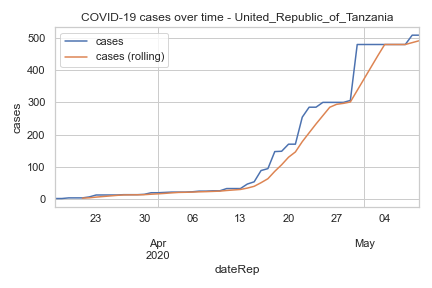 COVID-19 cases over time - United_Republic_of_Tanzania
cases
cases (rolling)
500
400
300
200
100
0
cases
23 30 06 13 20 27 04
Apr May
2020
dateRep